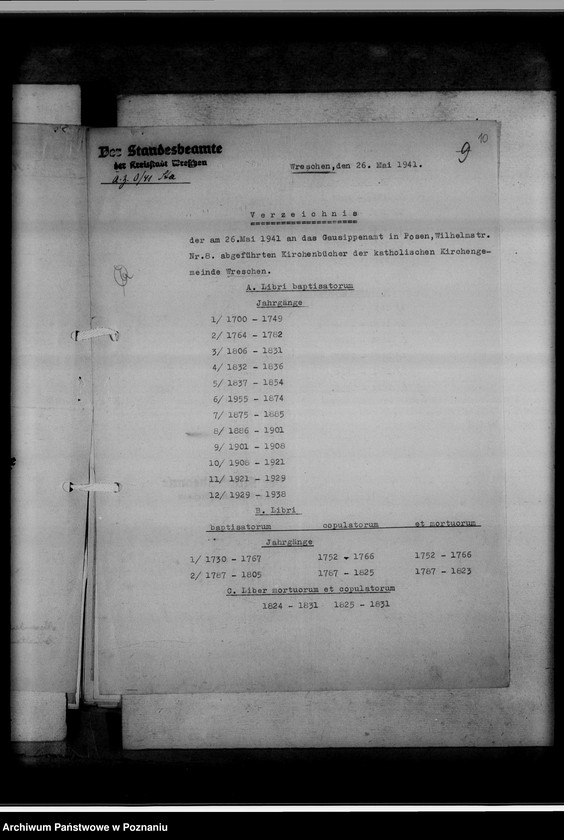 10
Der Standesbeamte
der Kreisstadt Wreschen
9
Wreschen, den 26. Mai 1941.
Verzeichnis
der am 26.Mai 1941 an das Gausippenamt in Posen,Wilhelmstr.
Nr.8. abgeführten Kirchenbücher der katholischen Kirchenge-
meinde Wreschen.
A. Libri baptisatorum
Jahrgänge
1/ 1700 - 1749
2/ 1764 - 1782
3/ 1806 - 1831
4/ 1832 - 1836
5/ 1837 - 1854
6/ 1955 - 1874
7/ 1875 - 1885
8/ 1886 - 1901
9/ 1901 - 1908
10/ 1908 - 1921
11/ 1921 - 1929
12/ 1929 - 1938
B. Libri
baptisatorum copulatorum et mortuorum
Jahrgänge
1/ 1730 - 1767 1752 - 1766 1752 - 1766
2/ 1787 - 1805 1787 - 1825 1787 - 1823
C. Liber mortuorum et copulatorum
1824 - 1831 1825 - 1831
Archiwum Państwowe w Poznaniu